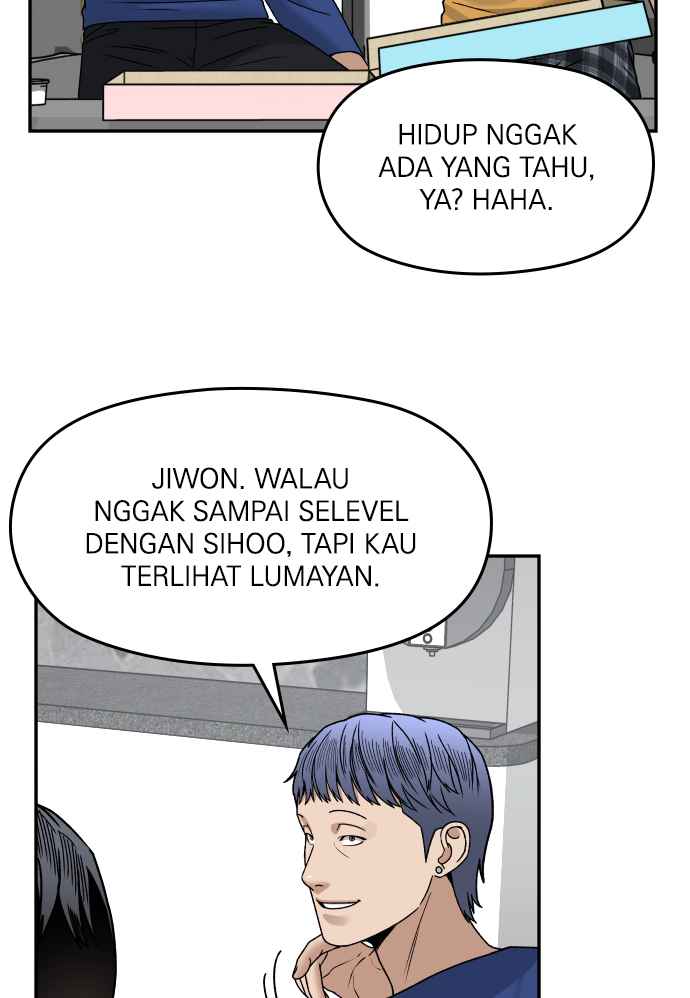 HIDUP NGGAK
ADA YANG TAHU,
YA? HAHA.
JIWON. WALAU
NGGAK SAMPAI SELEVEL
DENGAN SIHOO, TAPI KAU
TERLIHAT LUMAYAN.